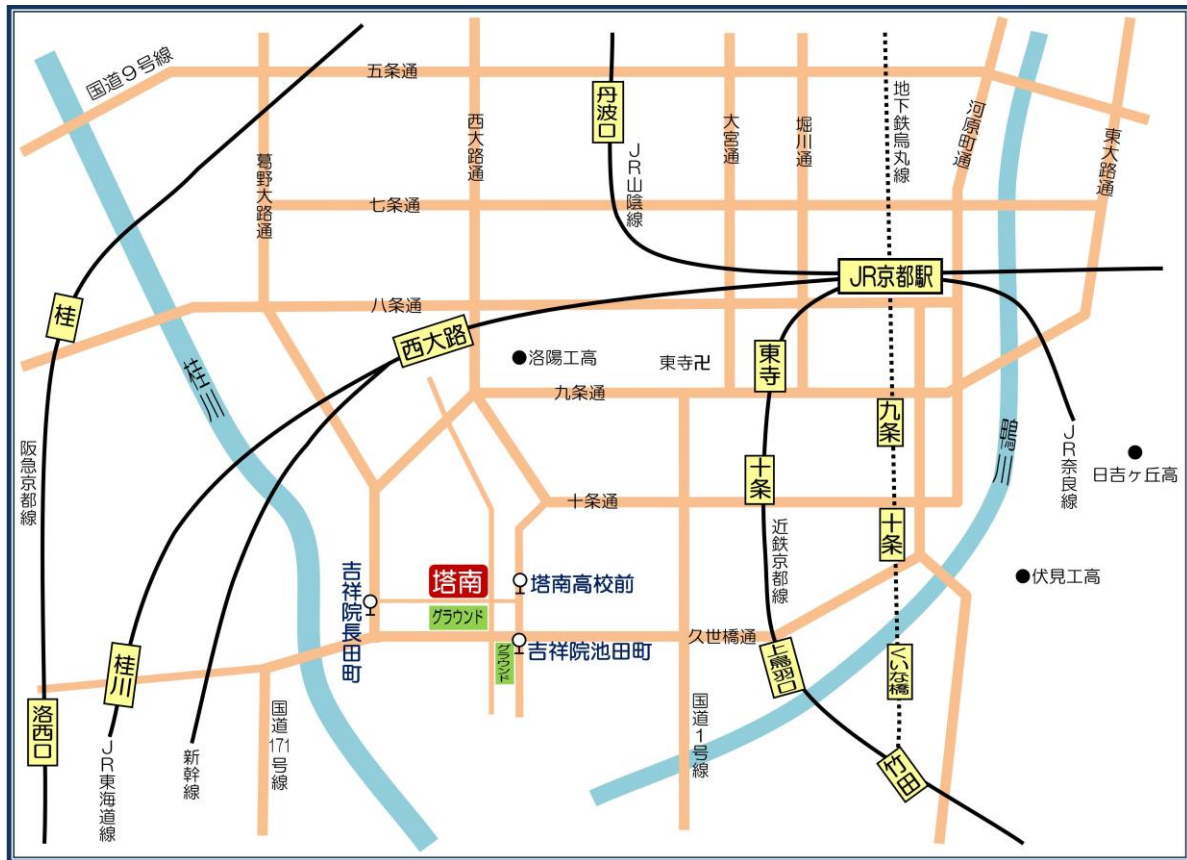 国道9号線
五条通
西大路通
丹波口
JR山陰線
大宮通
堀川通
地下鉄烏丸線
河原町通
東大路通
葛野大路通
七条通
JR京都駅
桂
八条通
西大路
洛陽工高
東寺卍
東寺
桂川
九条通
九条
鴨川
JR奈良線
日吉ヶ丘高
阪急京都線
十条
十条通
十条
近鉄京都線
塔南
塔南高校前
伏見工高
吉祥院長田町
グラウンド
久世橋通
吉祥院池田町
グラウンド
上鳥羽口
くいな橋
桂川
洛西口
国道171号線
国道1号線
新幹線
JR東海道線
竹田